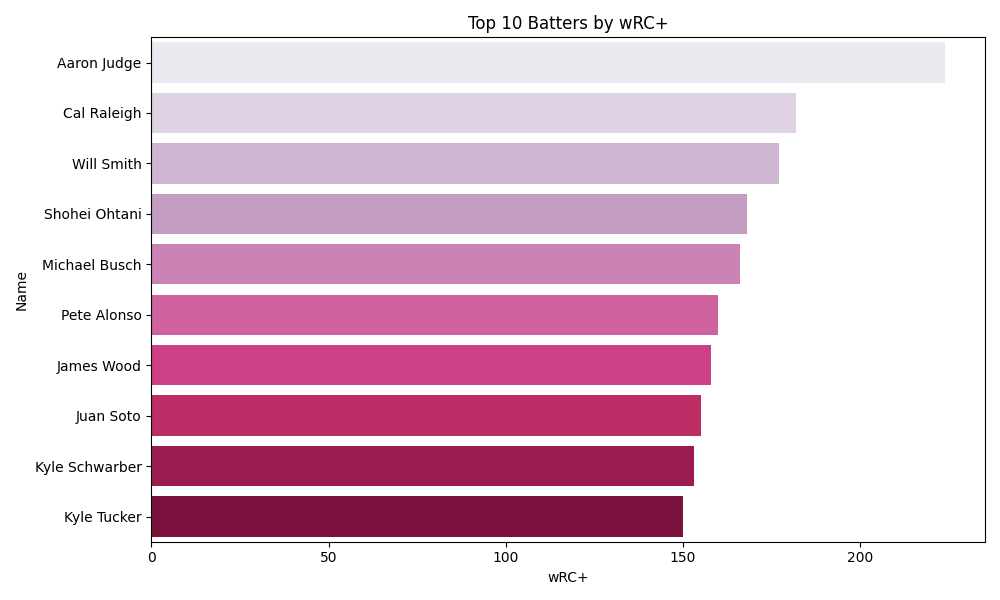 Top 10 Batters by wRC+
Name
Aaron Judge
Cal Raleigh
Will Smith
Shohei Ohtani
Michael Busch
Pete Alonso
James Wood
Juan Soto
Kyle Schwarber
Kyle Tucker
0 50 100 150 200
wRC+